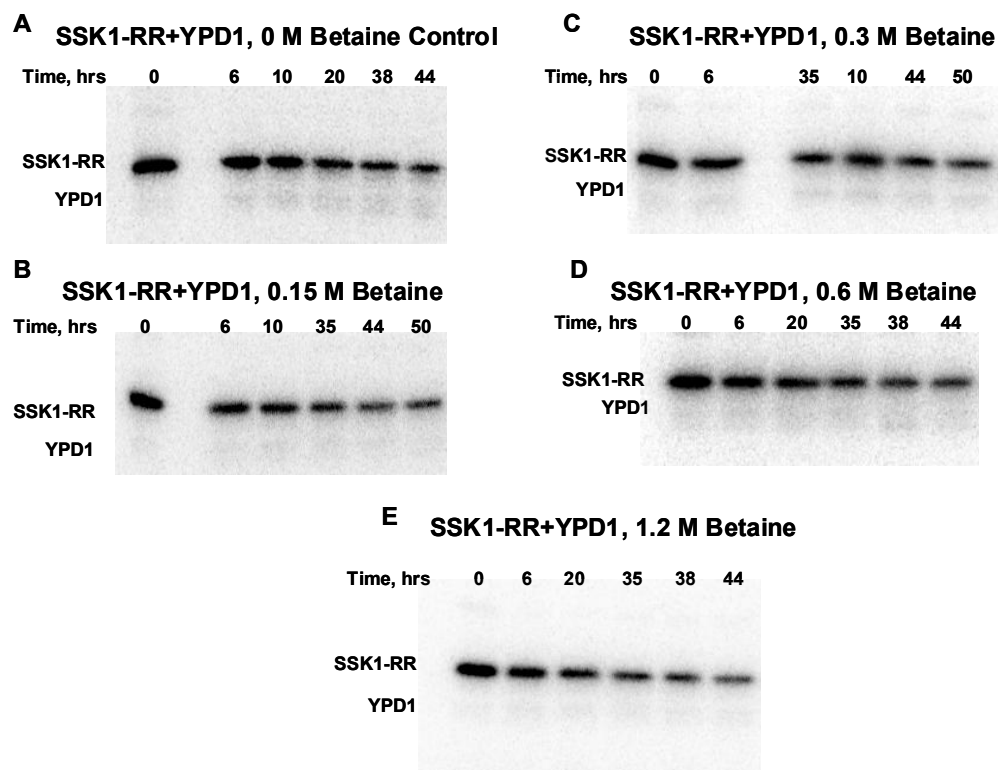 A
SSK1-RR+YPD1, 0 M Betaine Control
Time, hrs 0 6 10 20 38 44
SSK1-RR
YPD1
B
SSK1-RR+YPD1, 0.15 M Betaine
Time, hrs 0 6 10 35 44 50
SSK1-RR
YPD1
C
SSK1-RR+YPD1, 0.3 M Betaine
Time, hrs 0 6 35 10 44 50
SSK1-RR
YPD1
D
SSK1-RR+YPD1, 0.6 M Betaine
Time, hrs 0 6 20 35 38 44
SSK1-RR
YPD1
E
SSK1-RR+YPD1, 1.2 M Betaine
Time, hrs 0 6 20 35 38 44
SSK1-RR
YPD1